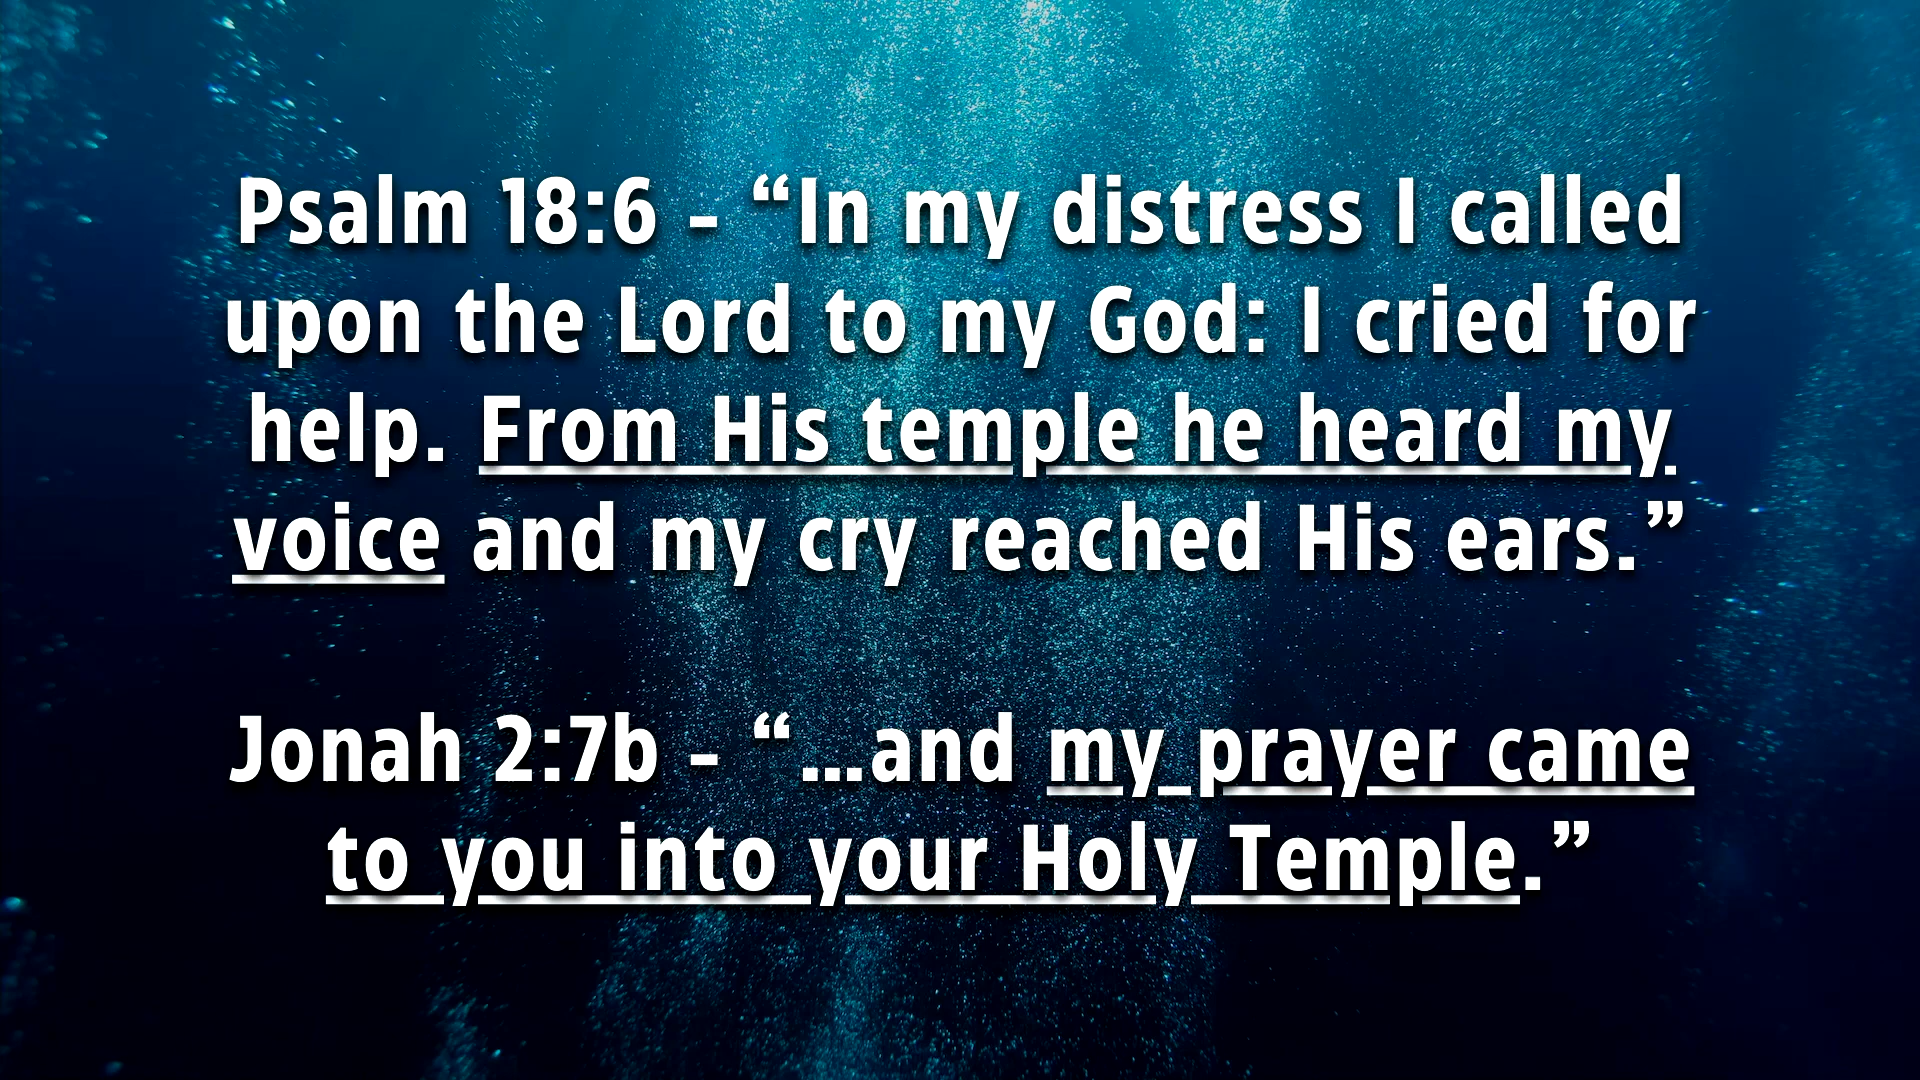 Psalm 18:6 - “In my distress I called
upon the Lord to my God: I cried for
help. From His temple he heard my
voice and my cry reached His ears.”
Jonah 2:7b - “…and my prayer came
to you into your Holy Temple.”